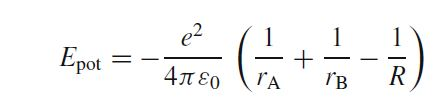 E_pot = − e²/(4πε₀) (1/r_A + 1/r_B − 1/R)